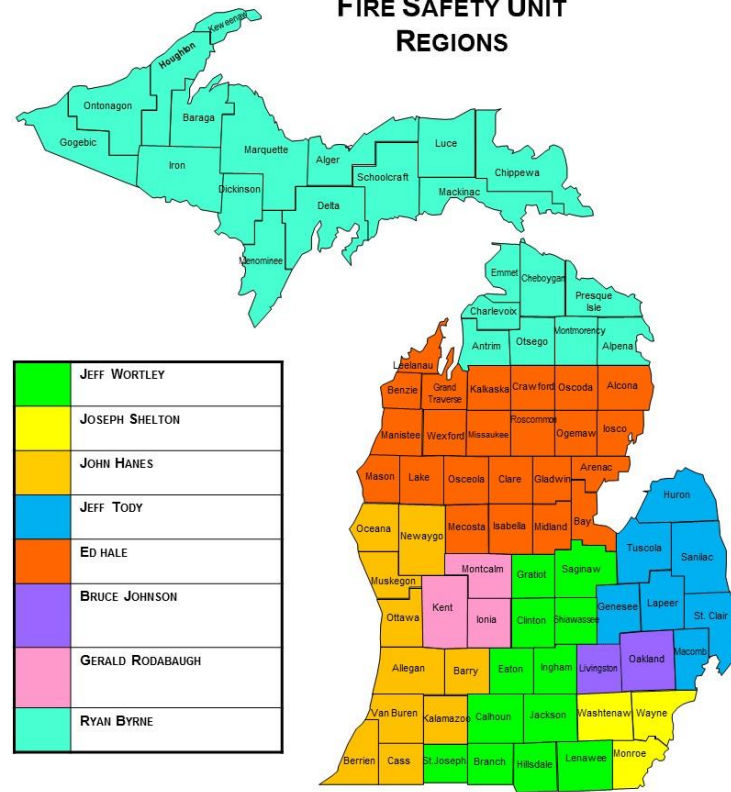 FIRE SAFETY UNIT
REGIONS
Keweenaw
Houghton
Ontonagon
Baraga
Gogebic
Iron
Marquette
Alger
Luce
Chippewa
Schoolcraft
Mackinac
Dickinson
Delta
Menominee
Emmet
Cheboygan
Presque
Isle
Charlevoix
Antrim
Otsego
Montmorency
Alpena
Leelanau
Benzie
Grand
Traverse
Kalkaska
Crawford
Oscoda
Alcona
Manistee
Wexford
Missaukee
Roscommon
Ogemaw
Iosco
Mason
Lake
Osceola
Clare
Gladwin
Arenac
Huron
Oceana
Newaygo
Mecosta
Isabella
Midland
Bay
Tuscola
Sanilac
Muskegon
Montcalm
Gratiot
Saginaw
Ottawa
Kent
Ionia
Clinton
Shiawassee
Genesee
Lapeer
St. Clair
Allegan
Barry
Eaton
Ingham
Livingston
Oakland
Macomb
Van Buren
Kalamazoo
Calhoun
Jackson
Washtenaw
Wayne
Berrien
Cass
St.Joseph
Branch
Hillsdale
Lenawee
Monroe
JEFF WORTLEY
JOSEPH SHELTON
JOHN HANES
JEFF TODY
ED HALE
BRUCE JOHNSON
GERALD RODABAUGH
RYAN BYRNE